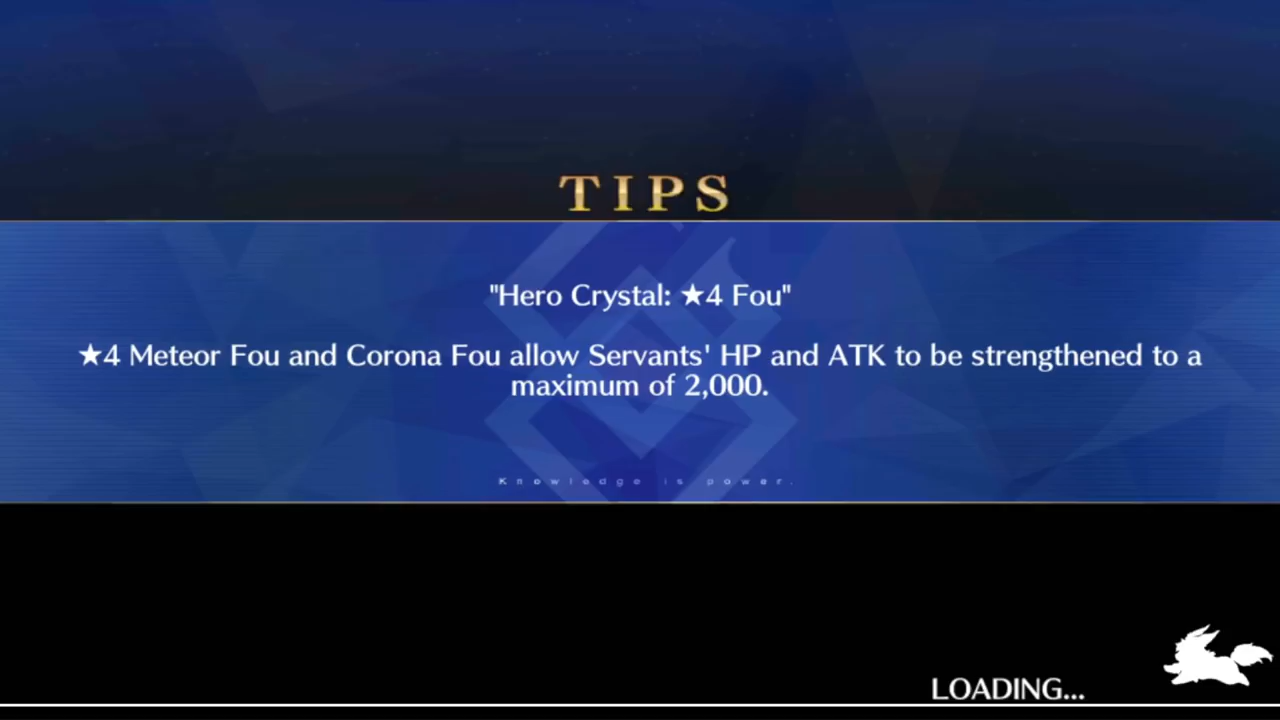 TIPS
"Hero Crystal: ★4 Fou"
★4 Meteor Fou and Corona Fou allow Servants' HP and ATK to be strengthened to a
maximum of 2,000.
Knowledge is power.
LOADING...